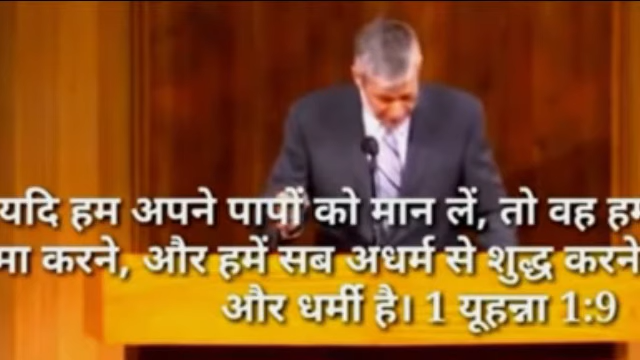 यदि हम अपने पापों को मान लें, तो वह हम
मा करने, और हमें सब अधर्म से शुद्ध करने
और धर्मी है। 1 यूहन्ना 1:9